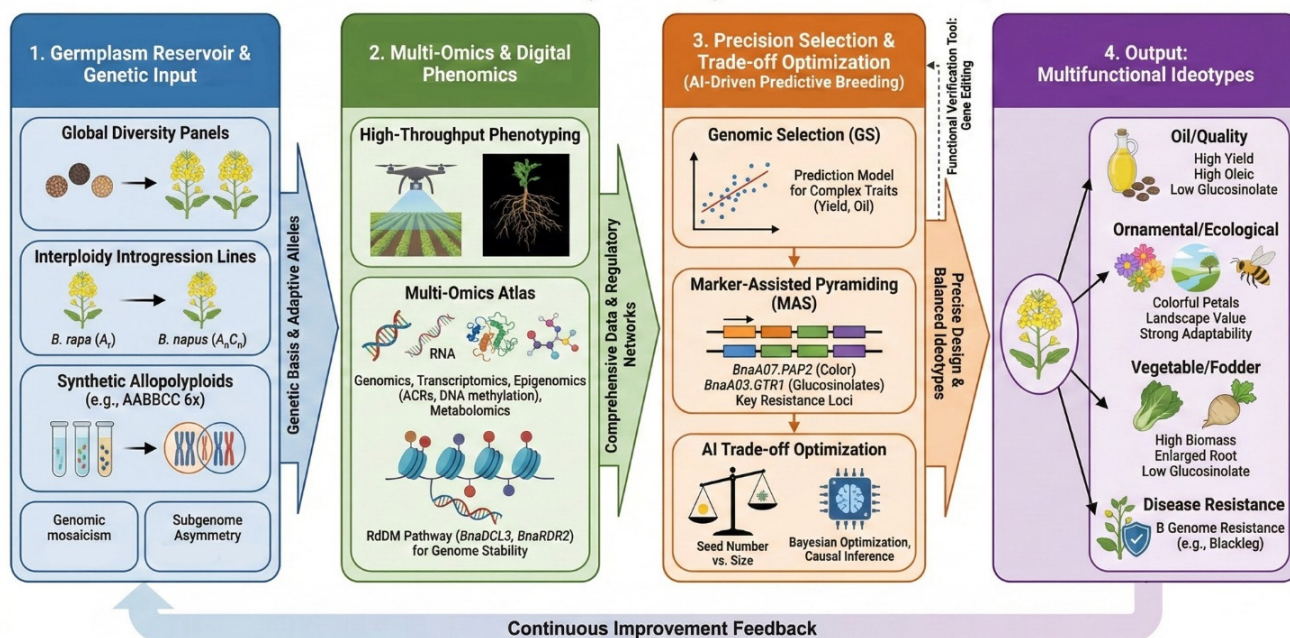 1. Germplasm Reservoir &
Genetic Input
Global Diversity Panels
Interploidy Introgression Lines
B. rapa (Aᵣ)
B. napus (AₙCₙ)
Synthetic Allopolyploids
(e.g., AABBCC 6x)
Genomic
mosaicism
Subgenome
Asymmetry
Genetic Basis & Adaptive Alleles
2. Multi-Omics & Digital
Phenomics
High-Throughput Phenotyping
Multi-Omics Atlas
RNA
Genomics, Transcriptomics, Epigenomics
(ACRs, DNA methylation),
Metabolomics
RdDM Pathway (BnaDCL3, BnaRDR2)
for Genome Stability
Comprehensive Data & Regulatory
Networks
3. Precision Selection &
Trade-off Optimization
(AI-Driven Predictive Breeding)
Genomic Selection (GS)
Prediction Model
for Complex Traits
(Yield, Oil)
Marker-Assisted Pyramiding
(MAS)
BnaA07.PAP2 (Color)
BnaA03.GTR1 (Glucosinolates)
Key Resistance Loci
AI Trade-off Optimization
Seed Number
vs. Size
Bayesian Optimization,
Causal Inference
Functional Verification Tool:
Gene Editing
Precise Design &
Balanced Ideotypes
4. Output:
Multifunctional Ideotypes
Oil/Quality
High Yield
High Oleic
Low Glucosinolate
Ornamental/Ecological
Colorful Petals
Landscape Value
Strong Adaptability
Vegetable/Fodder
High Biomass
Enlarged Root
Low Glucosinolate
Disease Resistance
B Genome Resistance
(e.g., Blackleg)
Continuous Improvement Feedback